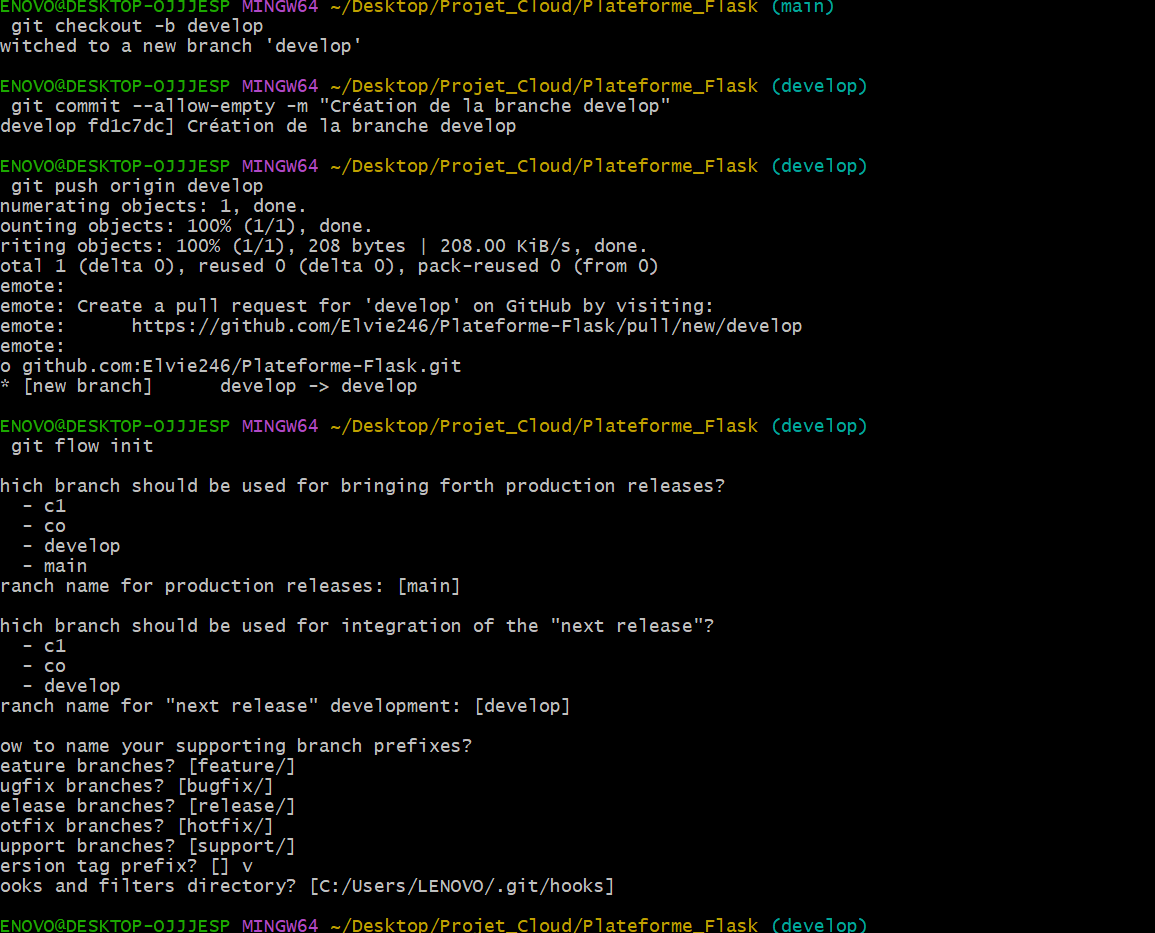 ENOVO@DESKTOP-OJJJESP MINGW64 ~/Desktop/Projet_Cloud/Plateforme_Flask (main)
git checkout -b develop
witched to a new branch 'develop'
ENOVO@DESKTOP-OJJJESP MINGW64 ~/Desktop/Projet_Cloud/Plateforme_Flask (develop)
git commit --allow-empty -m "Création de la branche develop"
develop fd1c7dc] Création de la branche develop
ENOVO@DESKTOP-OJJJESP MINGW64 ~/Desktop/Projet_Cloud/Plateforme_Flask (develop)
git push origin develop
numerating objects: 1, done.
ounting objects: 100% (1/1), done.
riting objects: 100% (1/1), 208 bytes | 208.00 KiB/s, done.
otal 1 (delta 0), reused 0 (delta 0), pack-reused 0 (from 0)
emote:
emote: Create a pull request for 'develop' on GitHub by visiting:
emote:      https://github.com/Elvie246/Plateforme-Flask/pull/new/develop
emote:
o github.com:Elvie246/Plateforme-Flask.git
* [new branch]      develop -> develop
ENOVO@DESKTOP-OJJJESP MINGW64 ~/Desktop/Projet_Cloud/Plateforme_Flask (develop)
git flow init
hich branch should be used for bringing forth production releases?
- c1
- co
- develop
- main
ranch name for production releases: [main]
hich branch should be used for integration of the "next release"?
- c1
- co
- develop
ranch name for "next release" development: [develop]
ow to name your supporting branch prefixes?
eature branches? [feature/]
ugfix branches? [bugfix/]
elease branches? [release/]
otfix branches? [hotfix/]
upport branches? [support/]
ersion tag prefix? [] v
ooks and filters directory? [C:/Users/LENOVO/.git/hooks]
ENOVO@DESKTOP-OJJJESP MINGW64 ~/Desktop/Projet_Cloud/Plateforme_Flask (develop)